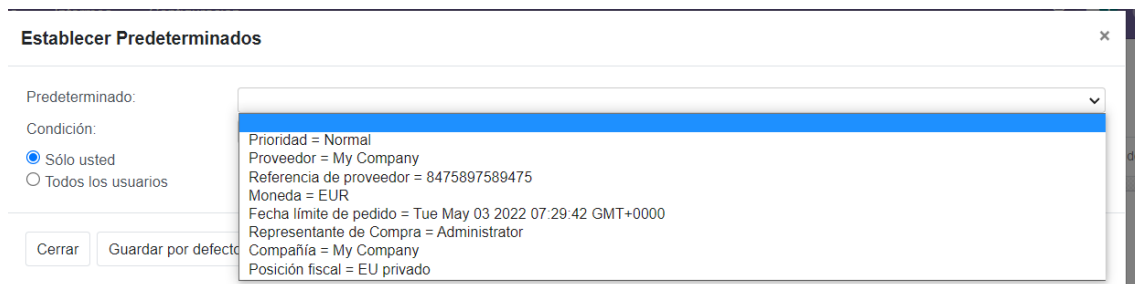 Establecer Predeterminados ×
Predeterminado:
Condición:
Sólo usted
Todos los usuarios
Prioridad = Normal
Proveedor = My Company
Referencia de proveedor = 8475897589475
Moneda = EUR
Fecha límite de pedido = Tue May 03 2022 07:29:42 GMT+0000
Representante de Compra = Administrator
Compañía = My Company
Posición fiscal = EU privado
Cerrar Guardar por defecto